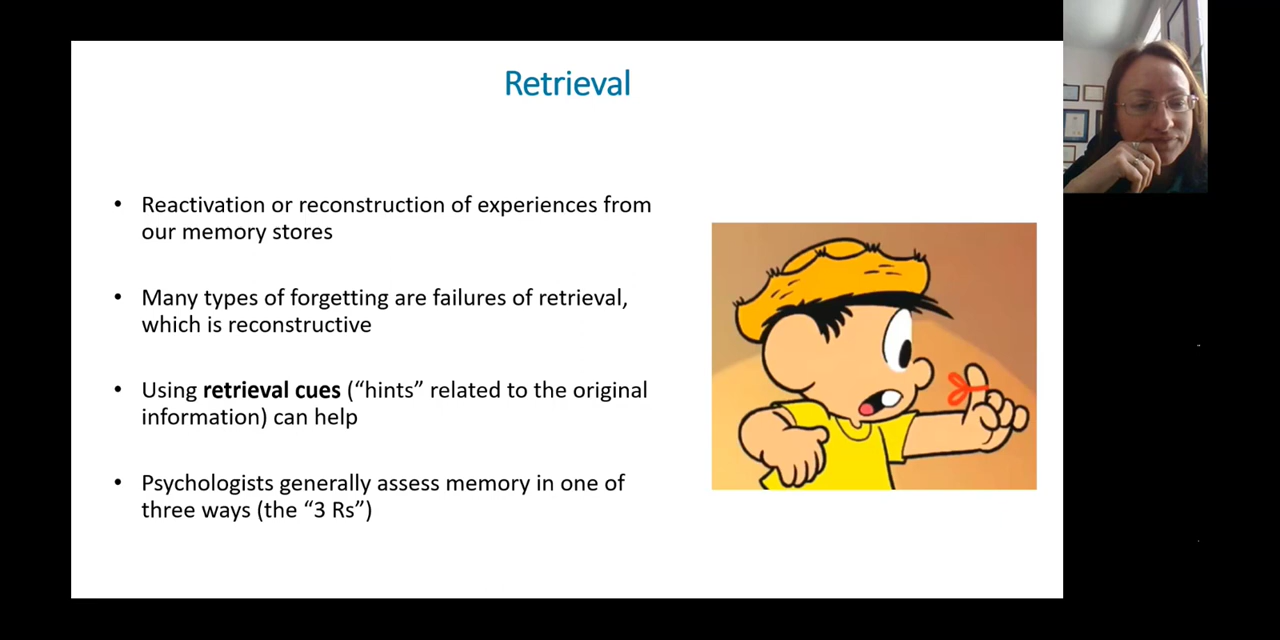 Retrieval
• Reactivation or reconstruction of experiences from
our memory stores
• Many types of forgetting are failures of retrieval,
which is reconstructive
• Using retrieval cues (“hints” related to the original
information) can help
• Psychologists generally assess memory in one of
three ways (the “3 Rs”)